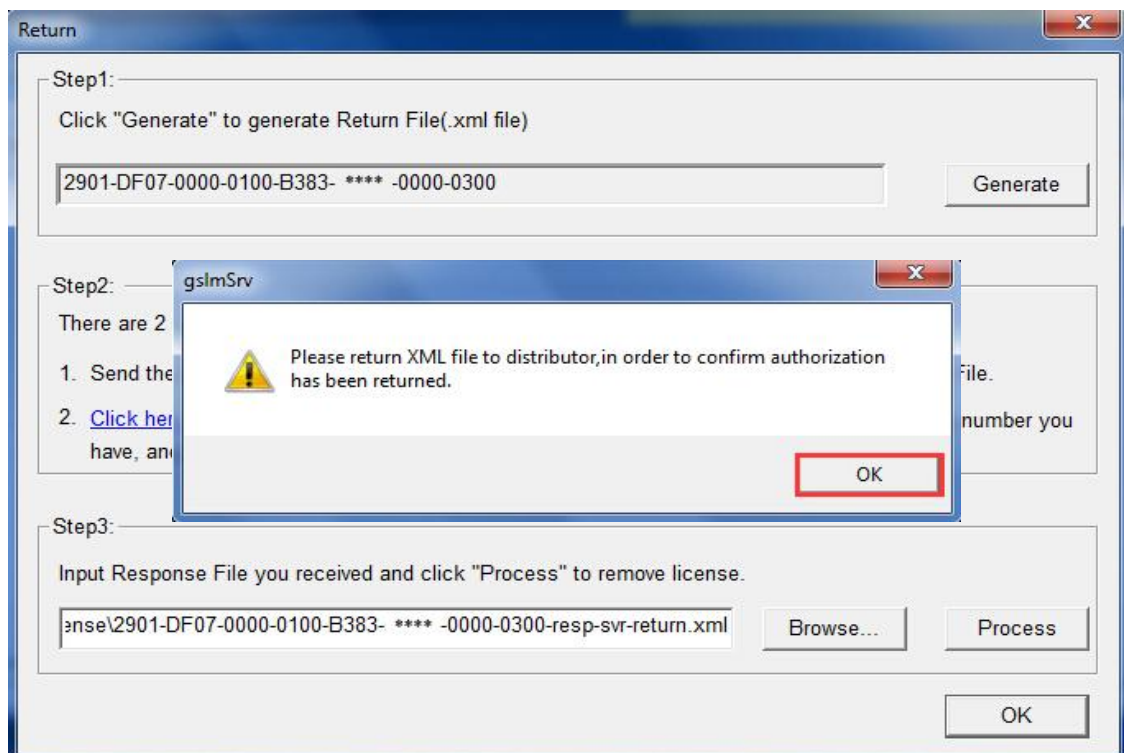 Return
Step1:
Click "Generate" to generate Return File(.xml file)
2901-DF07-0000-0100-B383- **** -0000-0300
Generate
Step2:
There are 2
1. Send the
File.
2. Click her
number you
have, an
gslmSrv
Please return XML file to distributor,in order to confirm authorization
has been returned.
OK
Step3:
Input Response File you received and click "Process" to remove license.
ense\2901-DF07-0000-0100-B383- **** -0000-0300-resp-svr-return.xml
Browse...
Process
OK